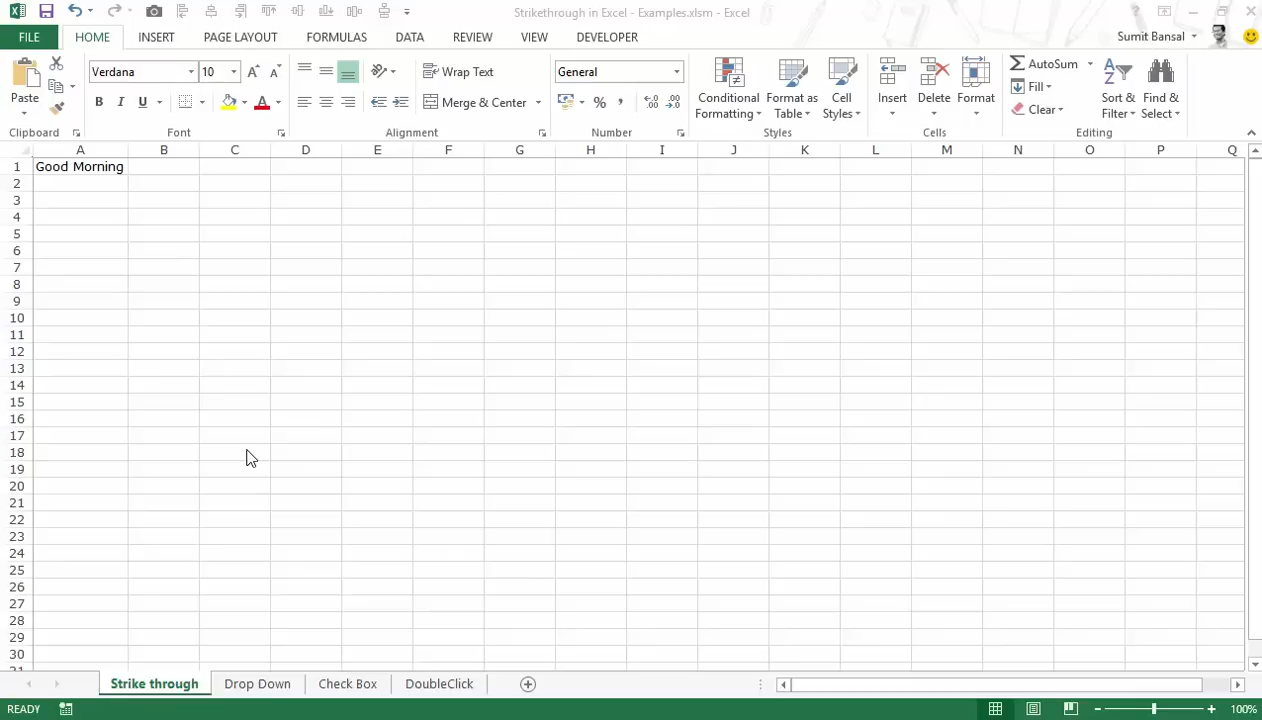 Strikethrough in Excel - Examples.xlsm - Excel
FILE HOME INSERT PAGE LAYOUT FORMULAS DATA REVIEW VIEW DEVELOPER Sumit Bansal
Paste
Clipboard
Verdana 10
B I U
Font
Wrap Text
Merge & Center
Alignment
General
% ,
Number
Conditional Formatting
Format as Table
Cell Styles
Styles
Insert
Delete
Format
Cells
AutoSum
Fill
Clear
Sort & Filter
Find & Select
Editing
A B C D E F G H I J K L M N O P Q
1 Good Morning
2
3
4
5
6
7
8
9
10
11
12
13
14
15
16
17
18
19
20
21
22
23
24
25
26
27
28
29
30
31
Strike through Drop Down Check Box DoubleClick
READY 100%